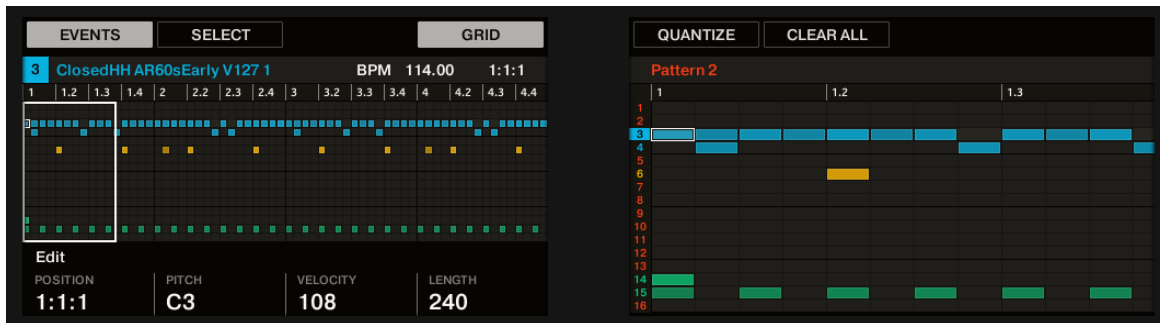 EVENTS SELECT GRID
3 ClosedHH AR60sEarly V127 1 BPM 114.00 1:1:1
1 1.2 1.3 1.4 2 2.2 2.3 2.4 3 3.2 3.3 3.4 4 4.2 4.3 4.4
Edit
POSITION PITCH VELOCITY LENGTH
1:1:1 C3 108 240
QUANTIZE CLEAR ALL
Pattern 2
1 1.2 1.3
1
2
3
4
5
6
7
8
9
10
11
12
13
14
15
16